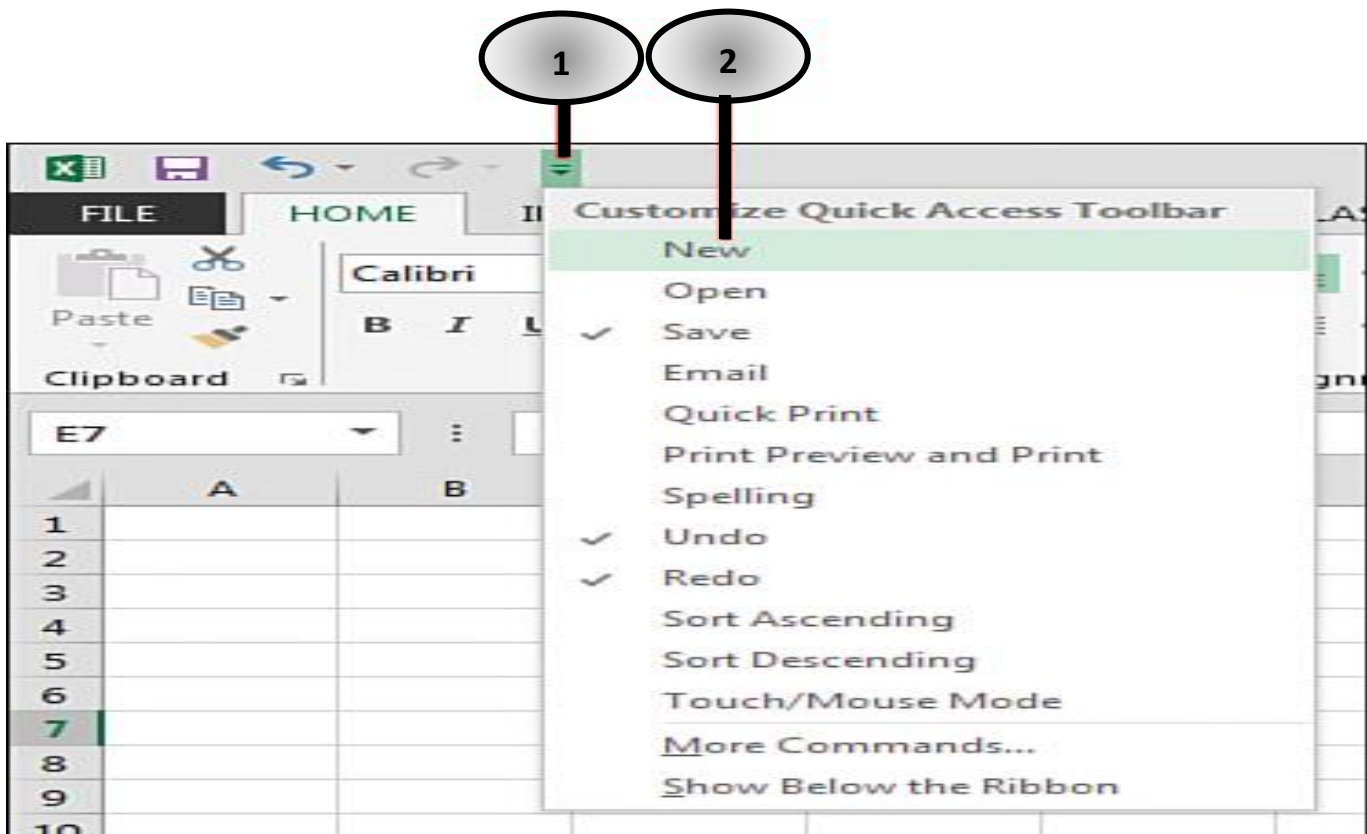 1 2
FILE HOME
Customize Quick Access Toolbar
New
Open
Save
Email
Quick Print
Print Preview and Print
Spelling
Undo
Redo
Sort Ascending
Sort Descending
Touch/Mouse Mode
More Commands...
Show Below the Ribbon
Calibri
Paste
B I U
Clipboard
E7
A B
1
2
3
4
5
6
7
8
9
10